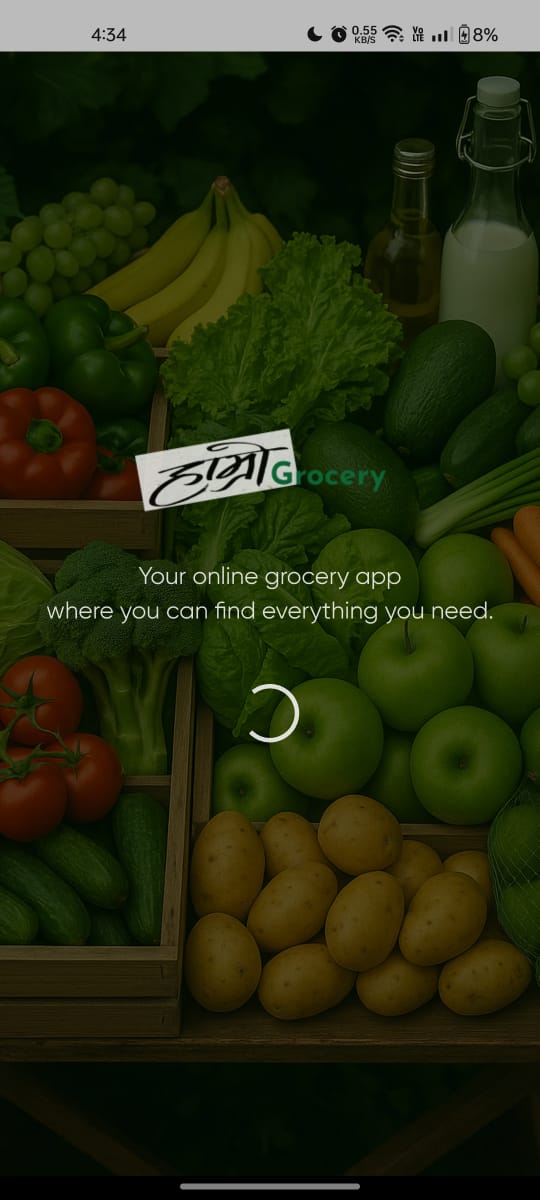 4:34
0.55 KB/S Vo LTE 8%
हाम्रो Grocery
Your online grocery app
where you can find everything you need.